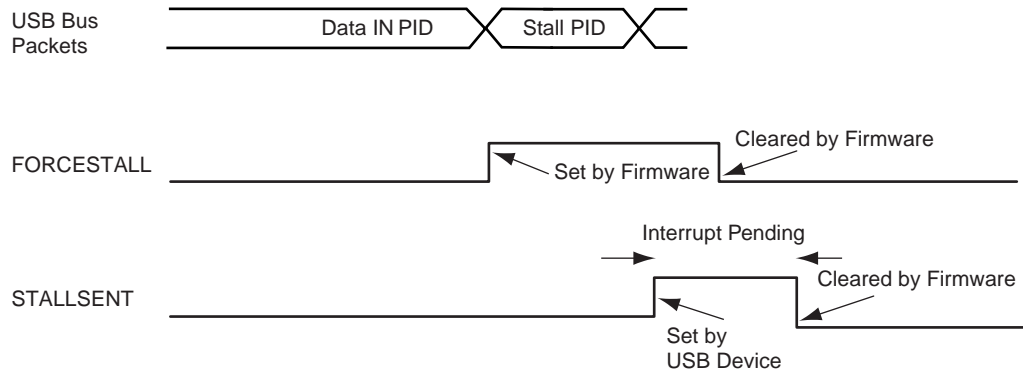 USB Bus
Packets
Data IN PID
Stall PID
Cleared by Firmware
FORCESTALL
Set by Firmware
Interrupt Pending
Cleared by Firmware
STALLSENT
Set by
USB Device